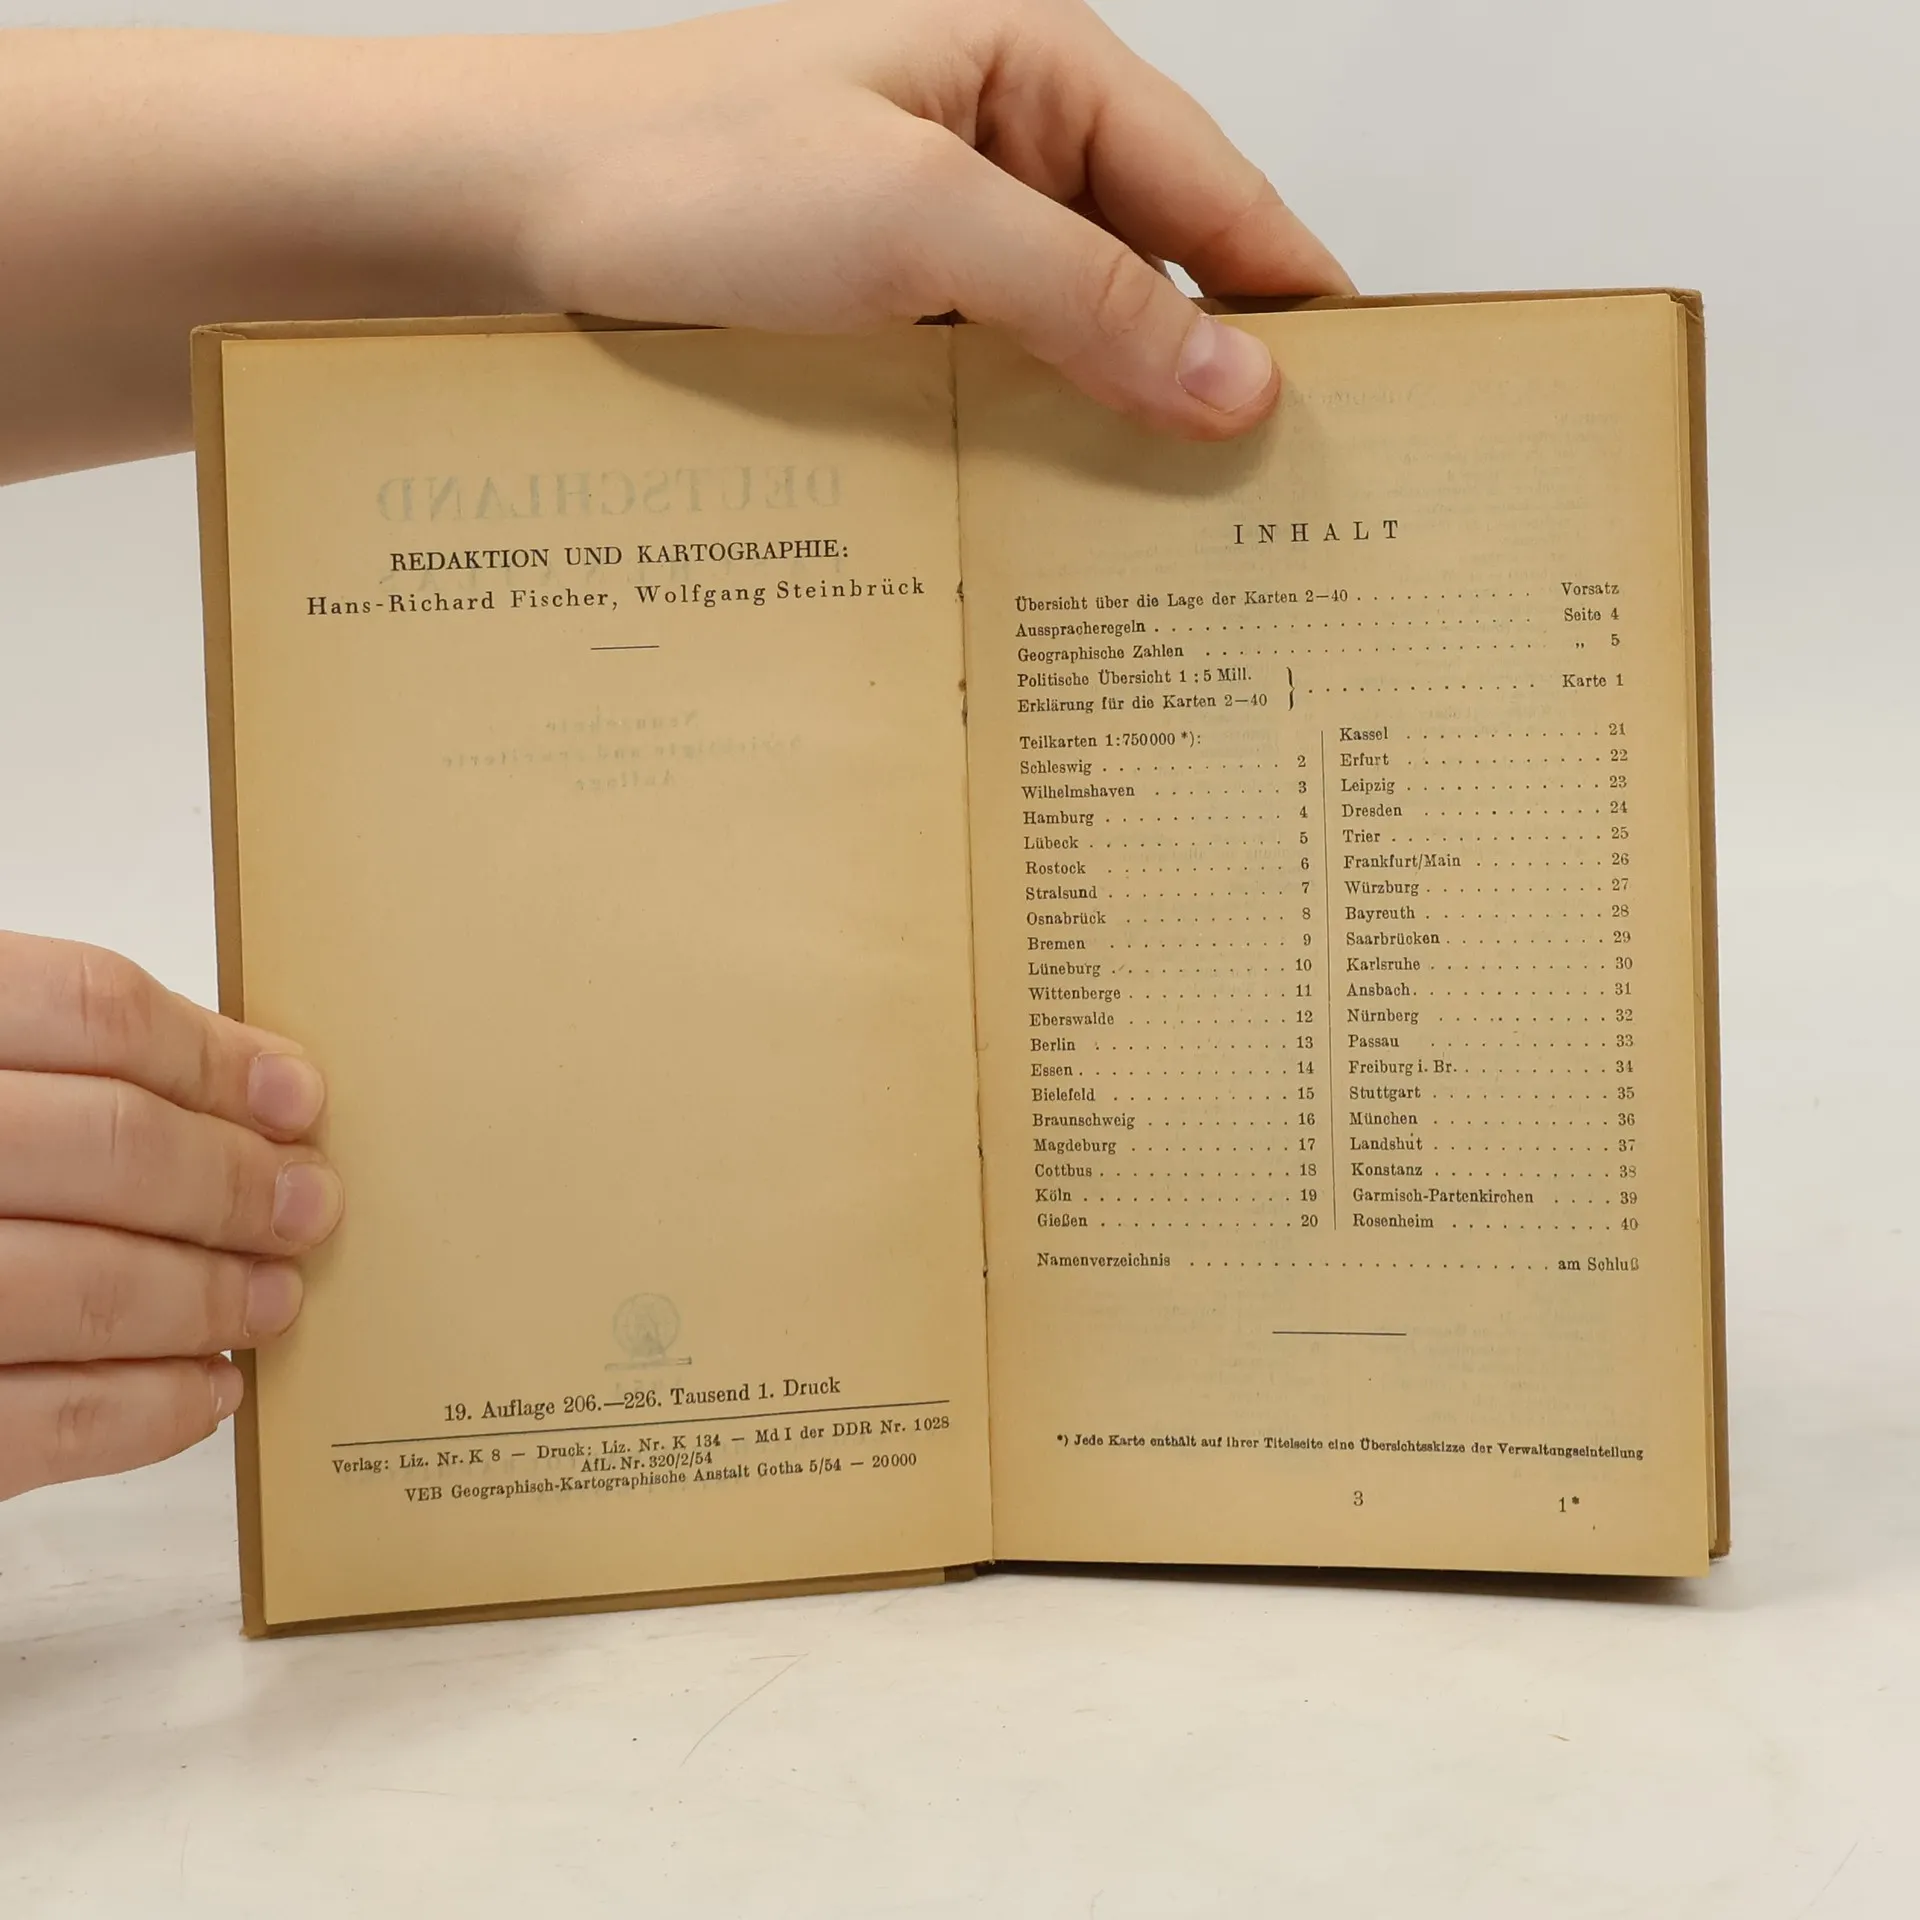 REDAKTION UND KARTOGRAPHIE:
Hans-Richard Fischer, Wolfgang Steinbrück
19. Auflage 206.—226. Tausend 1. Druck
Verlag: Liz. Nr. K 8 — Druck: Liz. Nr. K 134 — MdI der DDR Nr. 1028
AfL. Nr. 320/2/54
VEB Geographisch-Kartographische Anstalt Gotha 5/54 — 20000
INHALT
Übersicht über die Lage der Karten 2—40 . . . . . . . . . . . Vorsatz
Ausspracheregeln . . . . . . . . . . . Seite 4
Geographische Zahlen . . . . . . . . . . . „ 5
Politische Übersicht 1 : 5 Mill.
Erklärung für die Karten 2—40 } . . . . . . . . . . . Karte 1
Teilkarten 1:750000 *):
Schleswig . . . . . . . . . . . 2
Wilhelmshaven . . . . . . . . 3
Hamburg . . . . . . . . . . . 4
Lübeck . . . . . . . . . . . 5
Rostock . . . . . . . . . . . 6
Stralsund . . . . . . . . . . . 7
Osnabrück . . . . . . . . . . 8
Bremen . . . . . . . . . . . 9
Lüneburg . . . . . . . . . . . 10
Wittenberge . . . . . . . . . . 11
Eberswalde . . . . . . . . . . 12
Berlin . . . . . . . . . . . 13
Essen . . . . . . . . . . . 14
Bielefeld . . . . . . . . . . . 15
Braunschweig . . . . . . . . . 16
Magdeburg . . . . . . . . . . 17
Cottbus . . . . . . . . . . . 18
Köln . . . . . . . . . . . 19
Gießen . . . . . . . . . . . 20
Kassel . . . . . . . . . . . 21
Erfurt . . . . . . . . . . . 22
Leipzig . . . . . . . . . . . 23
Dresden . . . . . . . . . . . 24
Trier . . . . . . . . . . . 25
Frankfurt/Main . . . . . . . . 26
Würzburg . . . . . . . . . . . 27
Bayreuth . . . . . . . . . . . 28
Saarbrücken . . . . . . . . . . 29
Karlsruhe . . . . . . . . . . . 30
Ansbach . . . . . . . . . . . 31
Nürnberg . . . . . . . . . . . 32
Passau . . . . . . . . . . . 33
Freiburg i. Br. . . . . . . . . . 34
Stuttgart . . . . . . . . . . . 35
München . . . . . . . . . . . 36
Landshut . . . . . . . . . . . 37
Konstanz . . . . . . . . . . . 38
Garmisch-Partenkirchen . . . . 39
Rosenheim . . . . . . . . . . 40
Namenverzeichnis . . . . . . . . . . . am Schluß
*) Jede Karte enthält auf ihrer Titelseite eine Übersichtsskizze der Verwaltungseinteilung
3 1*